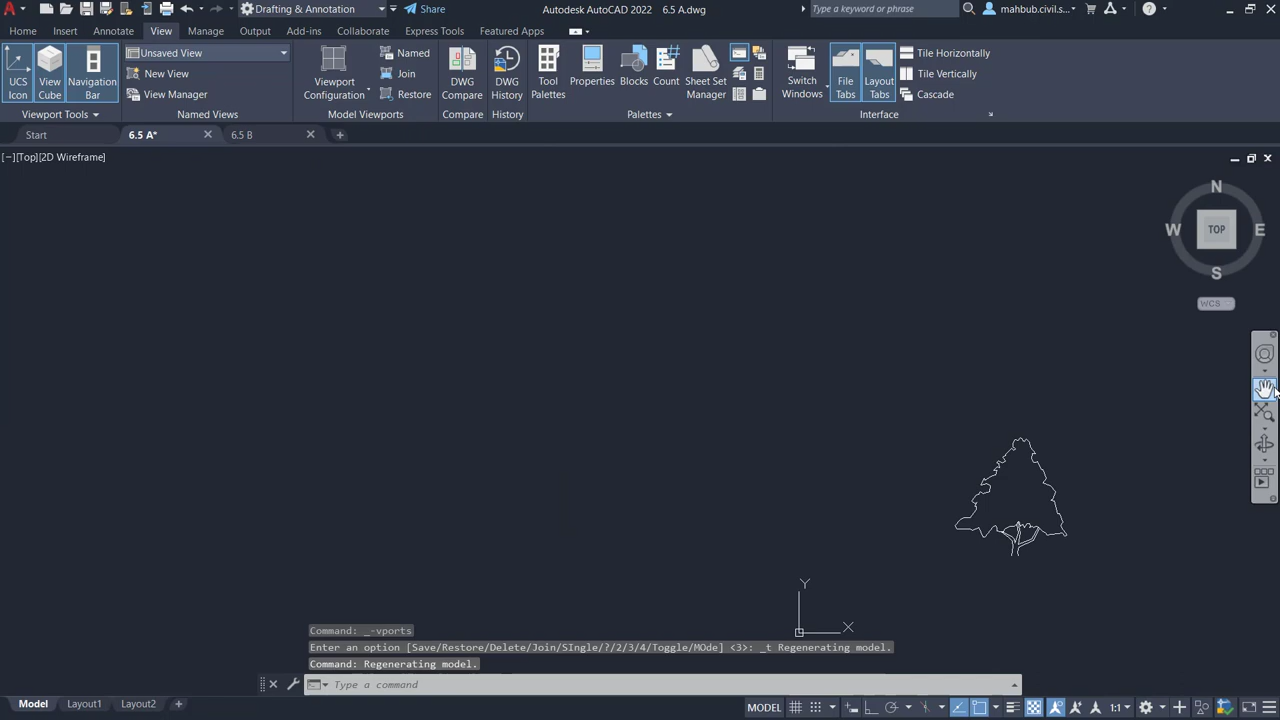 Drafting & Annotation Share Autodesk AutoCAD 2022 6.5 A.dwg Type a keyword or phrase mahbub.civil.s...
Home Insert Annotate Parametric View Manage Output Add-ins Collaborate Express Tools Featured Apps
UCS Icon
View Cube
Navigation Bar
Unsaved View
New View
View Manager
Viewport Configuration
Named
Join
Restore
DWG Compare
DWG History
Tool Palettes
Properties
Blocks
Count
Sheet Set Manager
Switch Windows
File Tabs
Layout Tabs
Tile Horizontally
Tile Vertically
Cascade
Viewport Tools Named Views Model Viewports Compare History Palettes Interface
Start 6.5 A* 6.5 B
[−][Top][2D Wireframe]
N
W TOP E
S
WCS
Y
X
Command: _-vports
Enter an option [Save/Restore/Delete/Join/SIngle/?/2/3/4/Toggle/MOde] <3>: _t Regenerating model.
Command: Regenerating model.
Type a command
Model Layout1 Layout2 MODEL 1:1